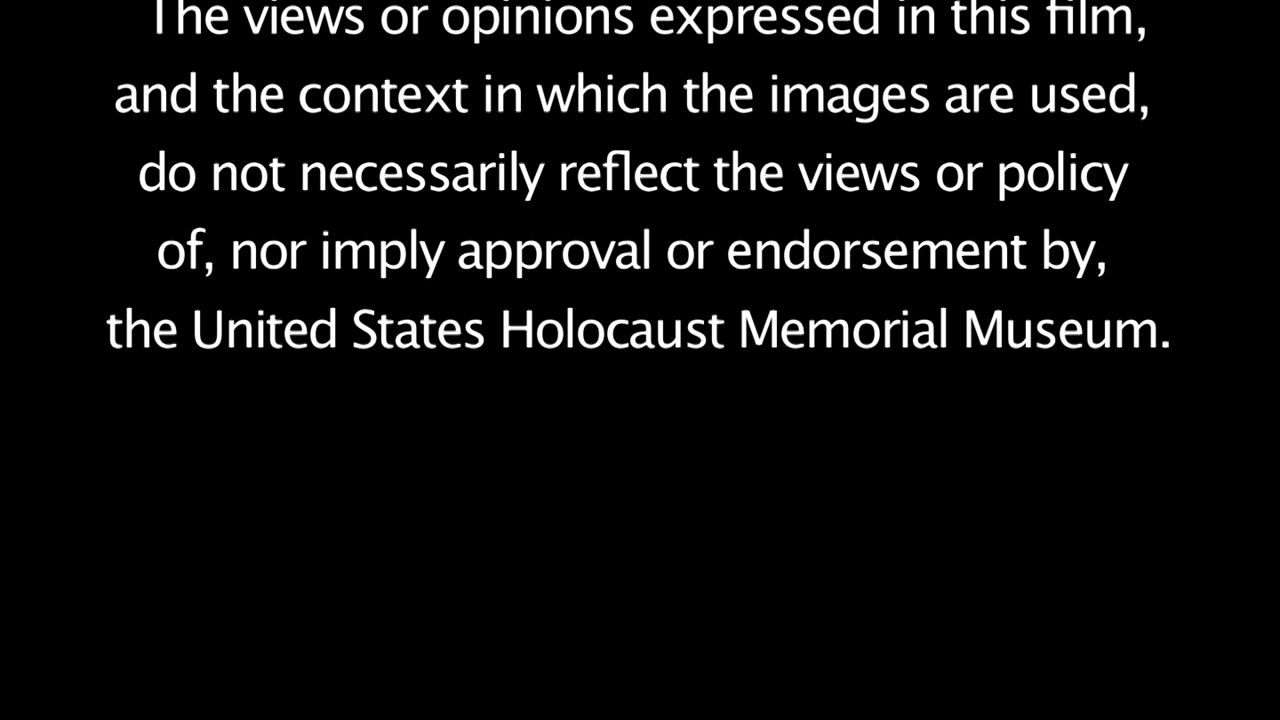 The views or opinions expressed in this film,
and the context in which the images are used,
do not necessarily reflect the views or policy
of, nor imply approval or endorsement by,
the United States Holocaust Memorial Museum.